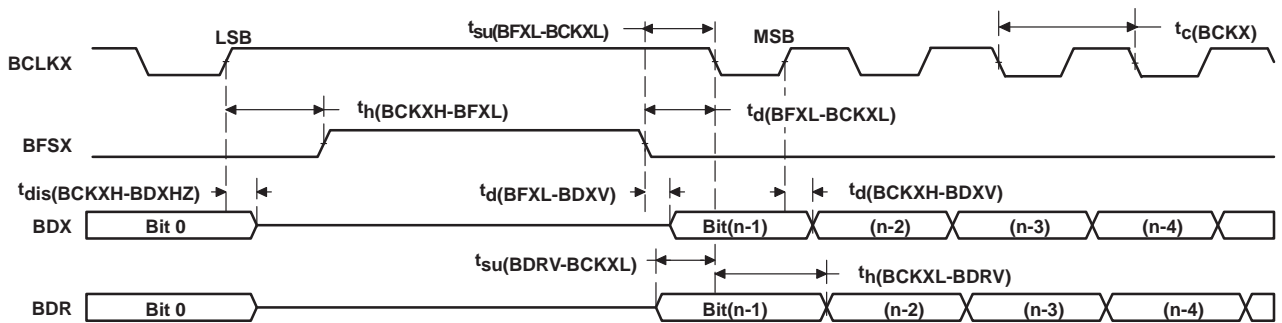 LSB
tsu(BFXL-BCKXL)
MSB
tc(BCKX)
BCLKX
th(BCKXH-BFXL)
td(BFXL-BCKXL)
BFSX
tdis(BCKXH-BDXHZ)
td(BFXL-BDXV)
td(BCKXH-BDXV)
BDX Bit 0 Bit(n-1) (n-2) (n-3) (n-4)
tsu(BDRV-BCKXL)
th(BCKXL-BDRV)
BDR Bit 0 Bit(n-1) (n-2) (n-3) (n-4)